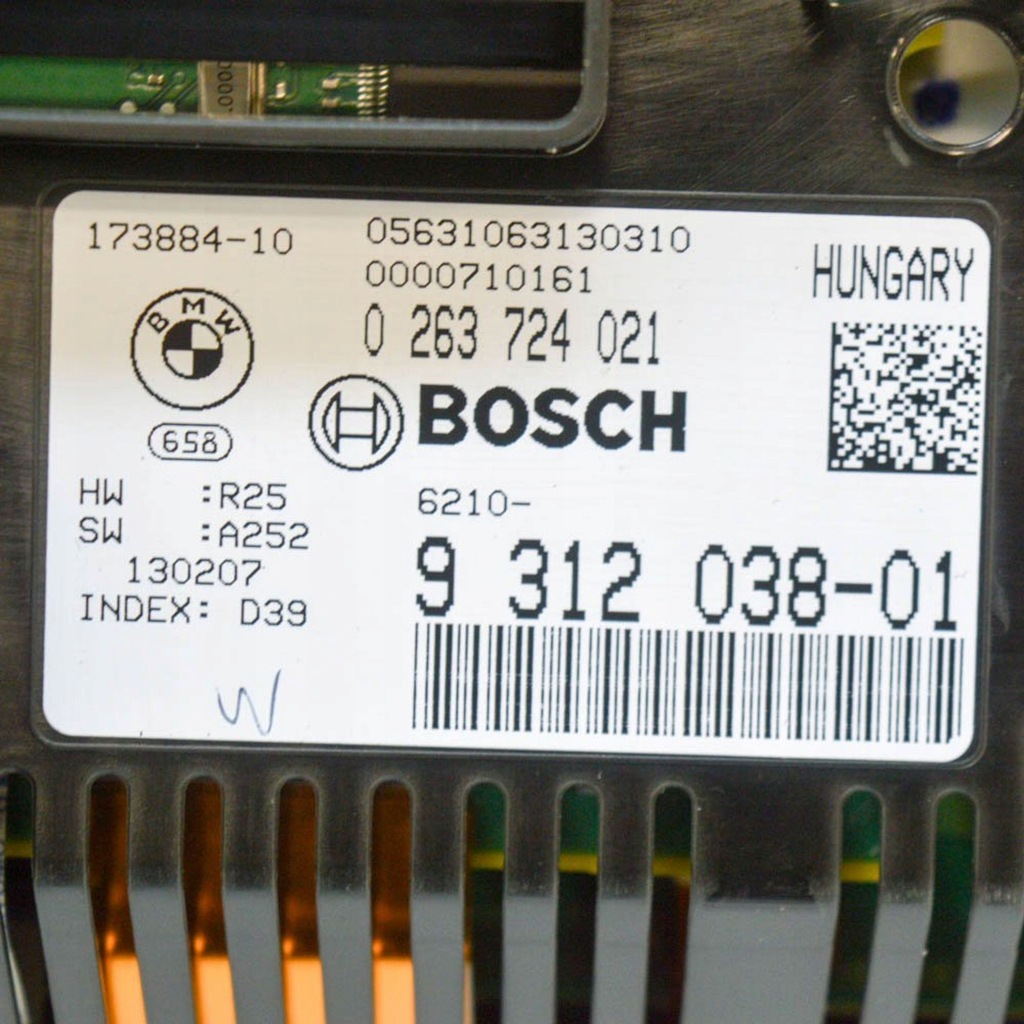 173884-10
05631063130310
0000710161
0 263 724 021
HUNGARY
BMW
658
BOSCH
HW :R25
SW :A252
130207
INDEX: D39
6210-
9 312 038-01
W